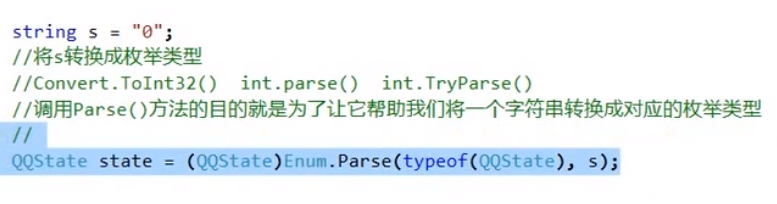 string s = "0";
//将s转换成枚举类型
//Convert.ToInt32()  int.parse()  int.TryParse()
//调用Parse()方法的目的就是为了让它帮助我们将一个字符串转换成对应的枚举类型
//
QQState state = (QQState)Enum.Parse(typeof(QQState), s);